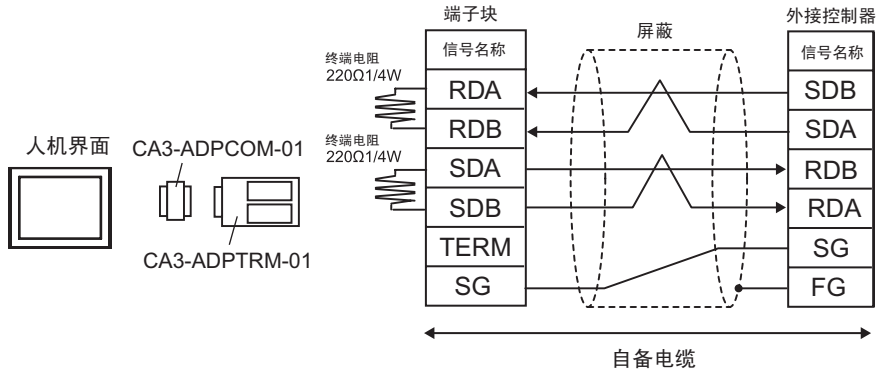 端子块
外接控制器
屏蔽
信号名称
信号名称
终端电阻
220Ω1/4W
RDA
SDB
RDB
SDA
终端电阻
220Ω1/4W
人机界面
CA3-ADPCOM-01
SDA
RDB
SDB
RDA
TERM
SG
CA3-ADPTRM-01
SG
FG
自备电缆